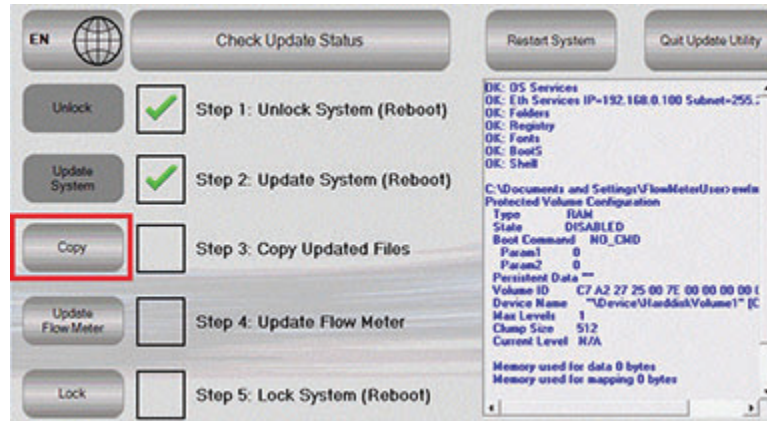 EN
Check Update Status
Restart System
Quit Update Utility
Unlock
Step 1: Unlock System (Reboot)
Update
System
Step 2: Update System (Reboot)
Copy
Step 3: Copy Updated Files
Update
Flow Meter
Step 4: Update Flow Meter
Lock
Step 5: Lock System (Reboot)
OK: OS Services
OK: Eth Services IP=192.168.0.100 Subnet=255.
OK: Folders
OK: Registry
OK: Fonts
OK: BootS
OK: Shell
C:\Documents and Settings\FlowMeterUser>ewfm
Protected Volume Configuration
Type RAM
State DISABLED
Boot Command NO_CMD
Param1 0
Param2 0
Persistent Data ""
Volume ID C7 A2 27 25 00 7E 00 00 00 00
Device Name "\Device\HarddiskVolume1" [C
Max Levels 1
Clump Size 512
Current Level N/A
Memory used for data 0 bytes
Memory used for mapping 0 bytes